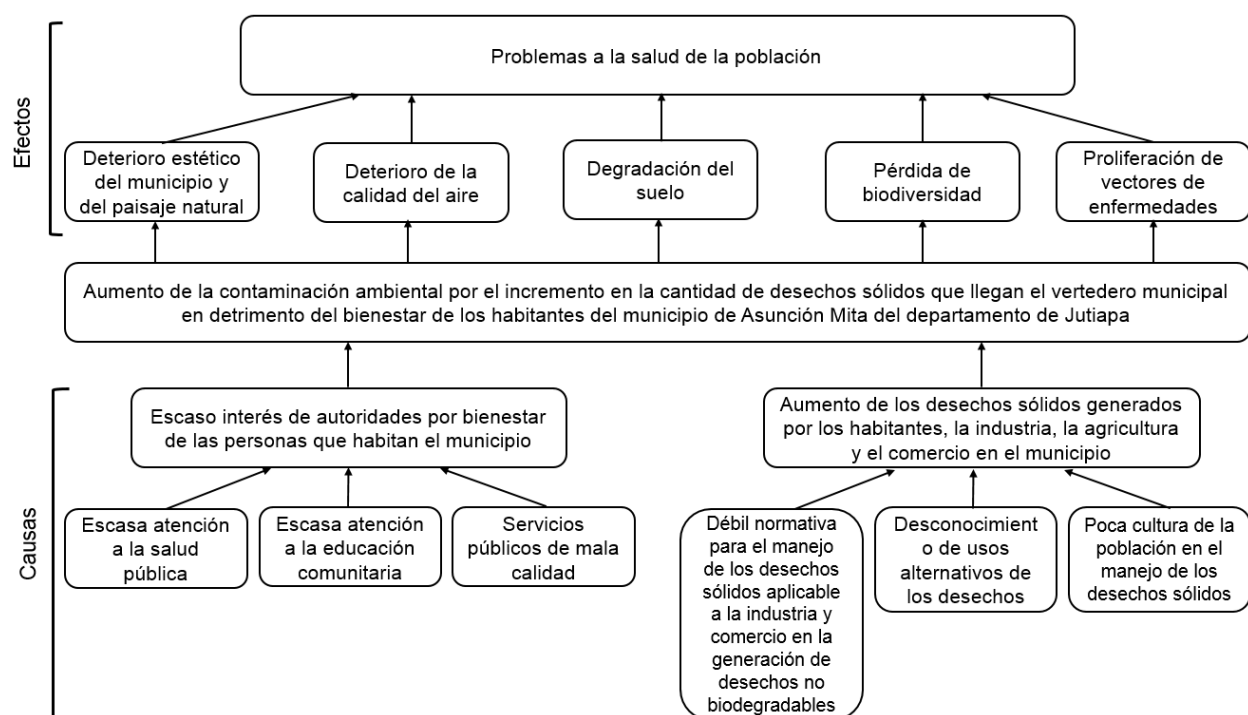 Efectos
Problemas a la salud de la población
Deterioro estético
del municipio y
del paisaje natural
Deterioro de la
calidad del aire
Degradación del
suelo
Pérdida de
biodiversidad
Proliferación de
vectores de
enfermedades
Aumento de la contaminación ambiental por el incremento en la cantidad de desechos sólidos que llegan el vertedero municipal
en detrimento del bienestar de los habitantes del municipio de Asunción Mita del departamento de Jutiapa
Causas
Escaso interés de autoridades por bienestar
de las personas que habitan el municipio
Aumento de los desechos sólidos generados
por los habitantes, la industria, la agricultura
y el comercio en el municipio
Escasa atención
a la salud
pública
Escasa atención
a la educación
comunitaria
Servicios
públicos de mala
calidad
Débil normativa
para el manejo
de los desechos
sólidos aplicable
a la industria y
comercio en la
generación de
desechos no
biodegradables
Desconocimient
o de usos
alternativos de
los desechos
Poca cultura de la
población en el
manejo de los
desechos sólidos